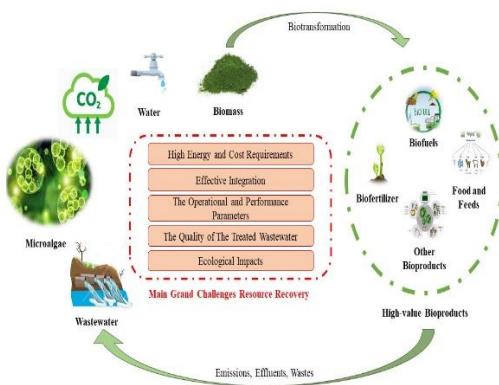 Biotransformation
CO2
Water
Biomass
Microalgae
Wastewater
High Energy and Cost Requirements
Effective Integration
The Operational and Performance
Parameters
The Quality of The Treated Wastewater
Ecological Impacts
Main Grand Challenges Resource Recovery
Biofuels
Biofertilizer
Food and
Feeds
Other
Bioproducts
High-value Bioproducts
Emissions, Effluents, Wastes